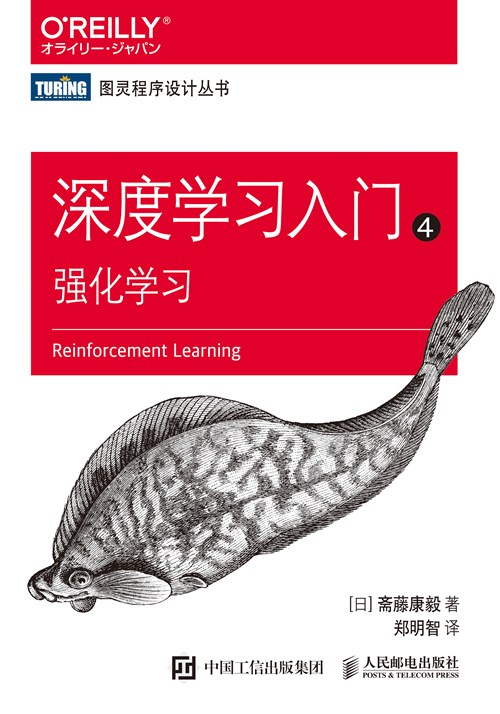 O'REILLY®
オライリー・ジャパン
TURING 图灵程序设计丛书
深度学习入门 4
强化学习
Reinforcement Learning
[日] 斋藤康毅 著
郑明智 译
中国工信出版集团 人民邮电出版社
POSTS & TELECOM PRESS